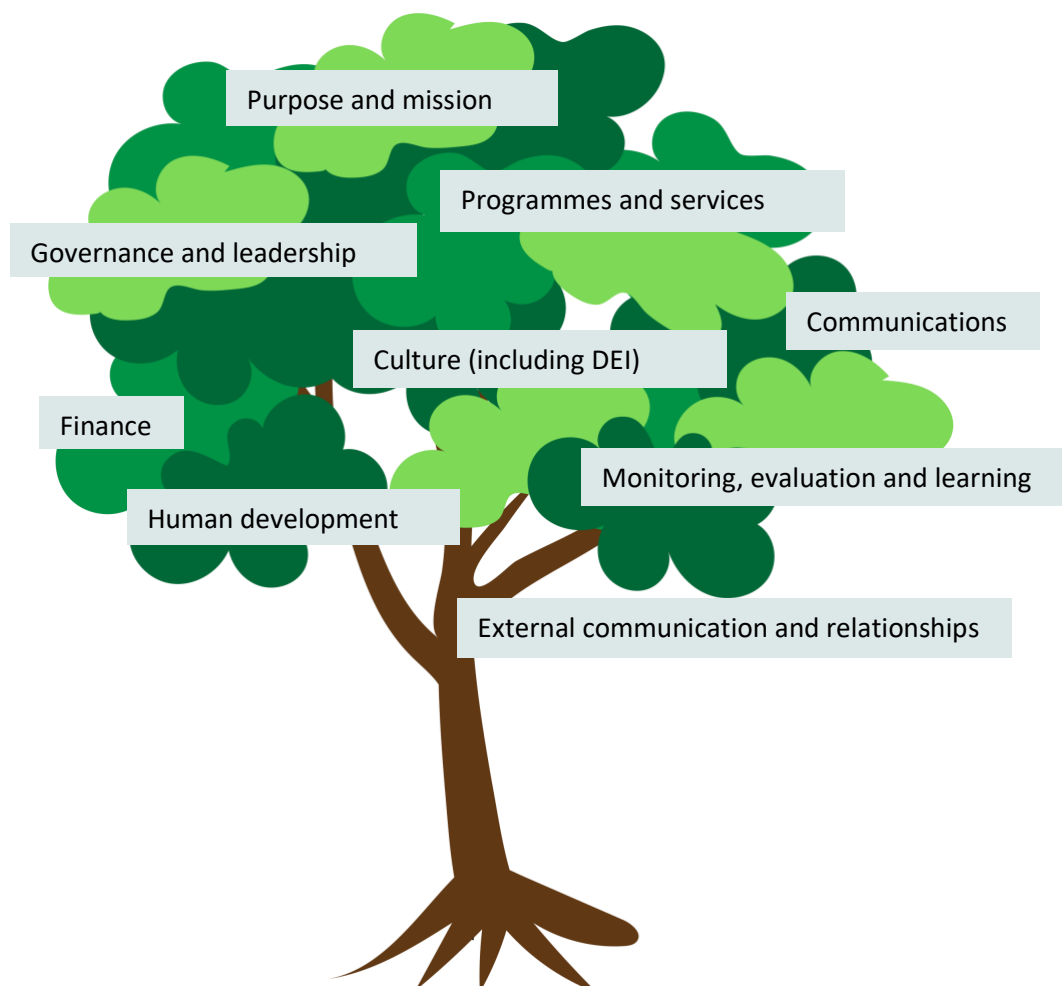 Purpose and mission
Programmes and services
Governance and leadership
Communications
Culture (including DEI)
Finance
Monitoring, evaluation and learning
Human development
External communication and relationships